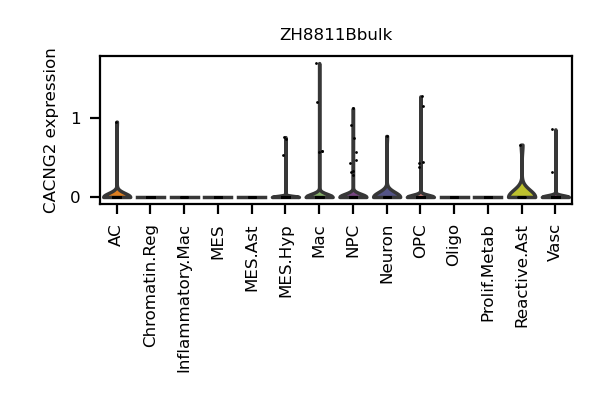 ZH8811Bbulk
CACNG2 expression
1
0
AC
Chromatin.Reg
Inflammatory.Mac
MES
MES.Ast
MES.Hyp
Mac
NPC
Neuron
OPC
Oligo
Prolif.Metab
Reactive.Ast
Vasc